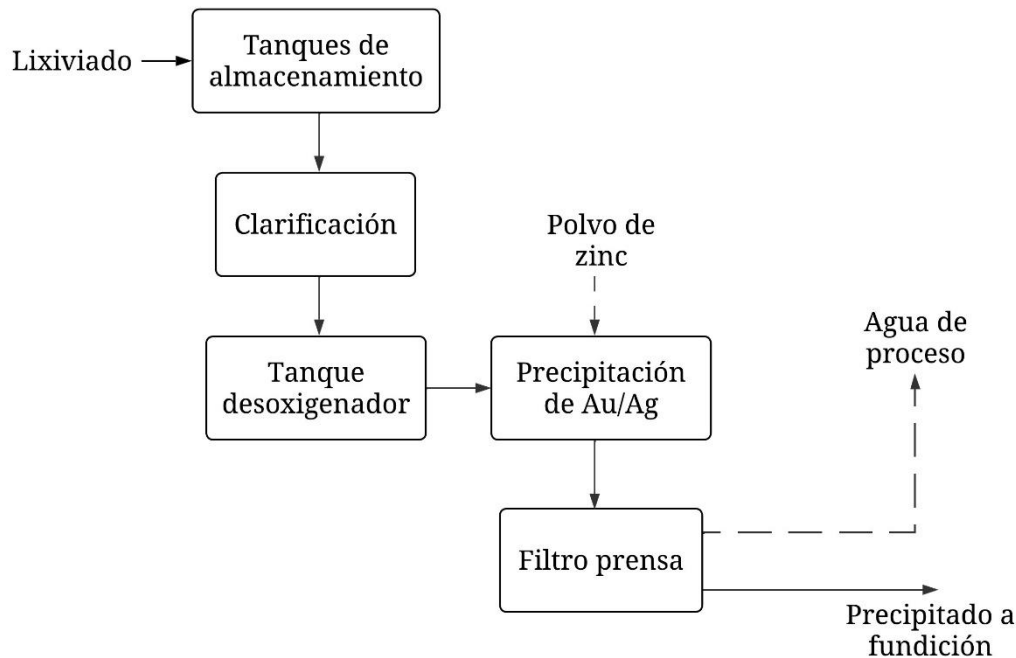 Lixiviado
Tanques de
almacenamiento
Clarificación
Polvo de
zinc
Tanque
desoxigenador
Precipitación
de Au/Ag
Agua de
proceso
Filtro prensa
Precipitado a
fundición